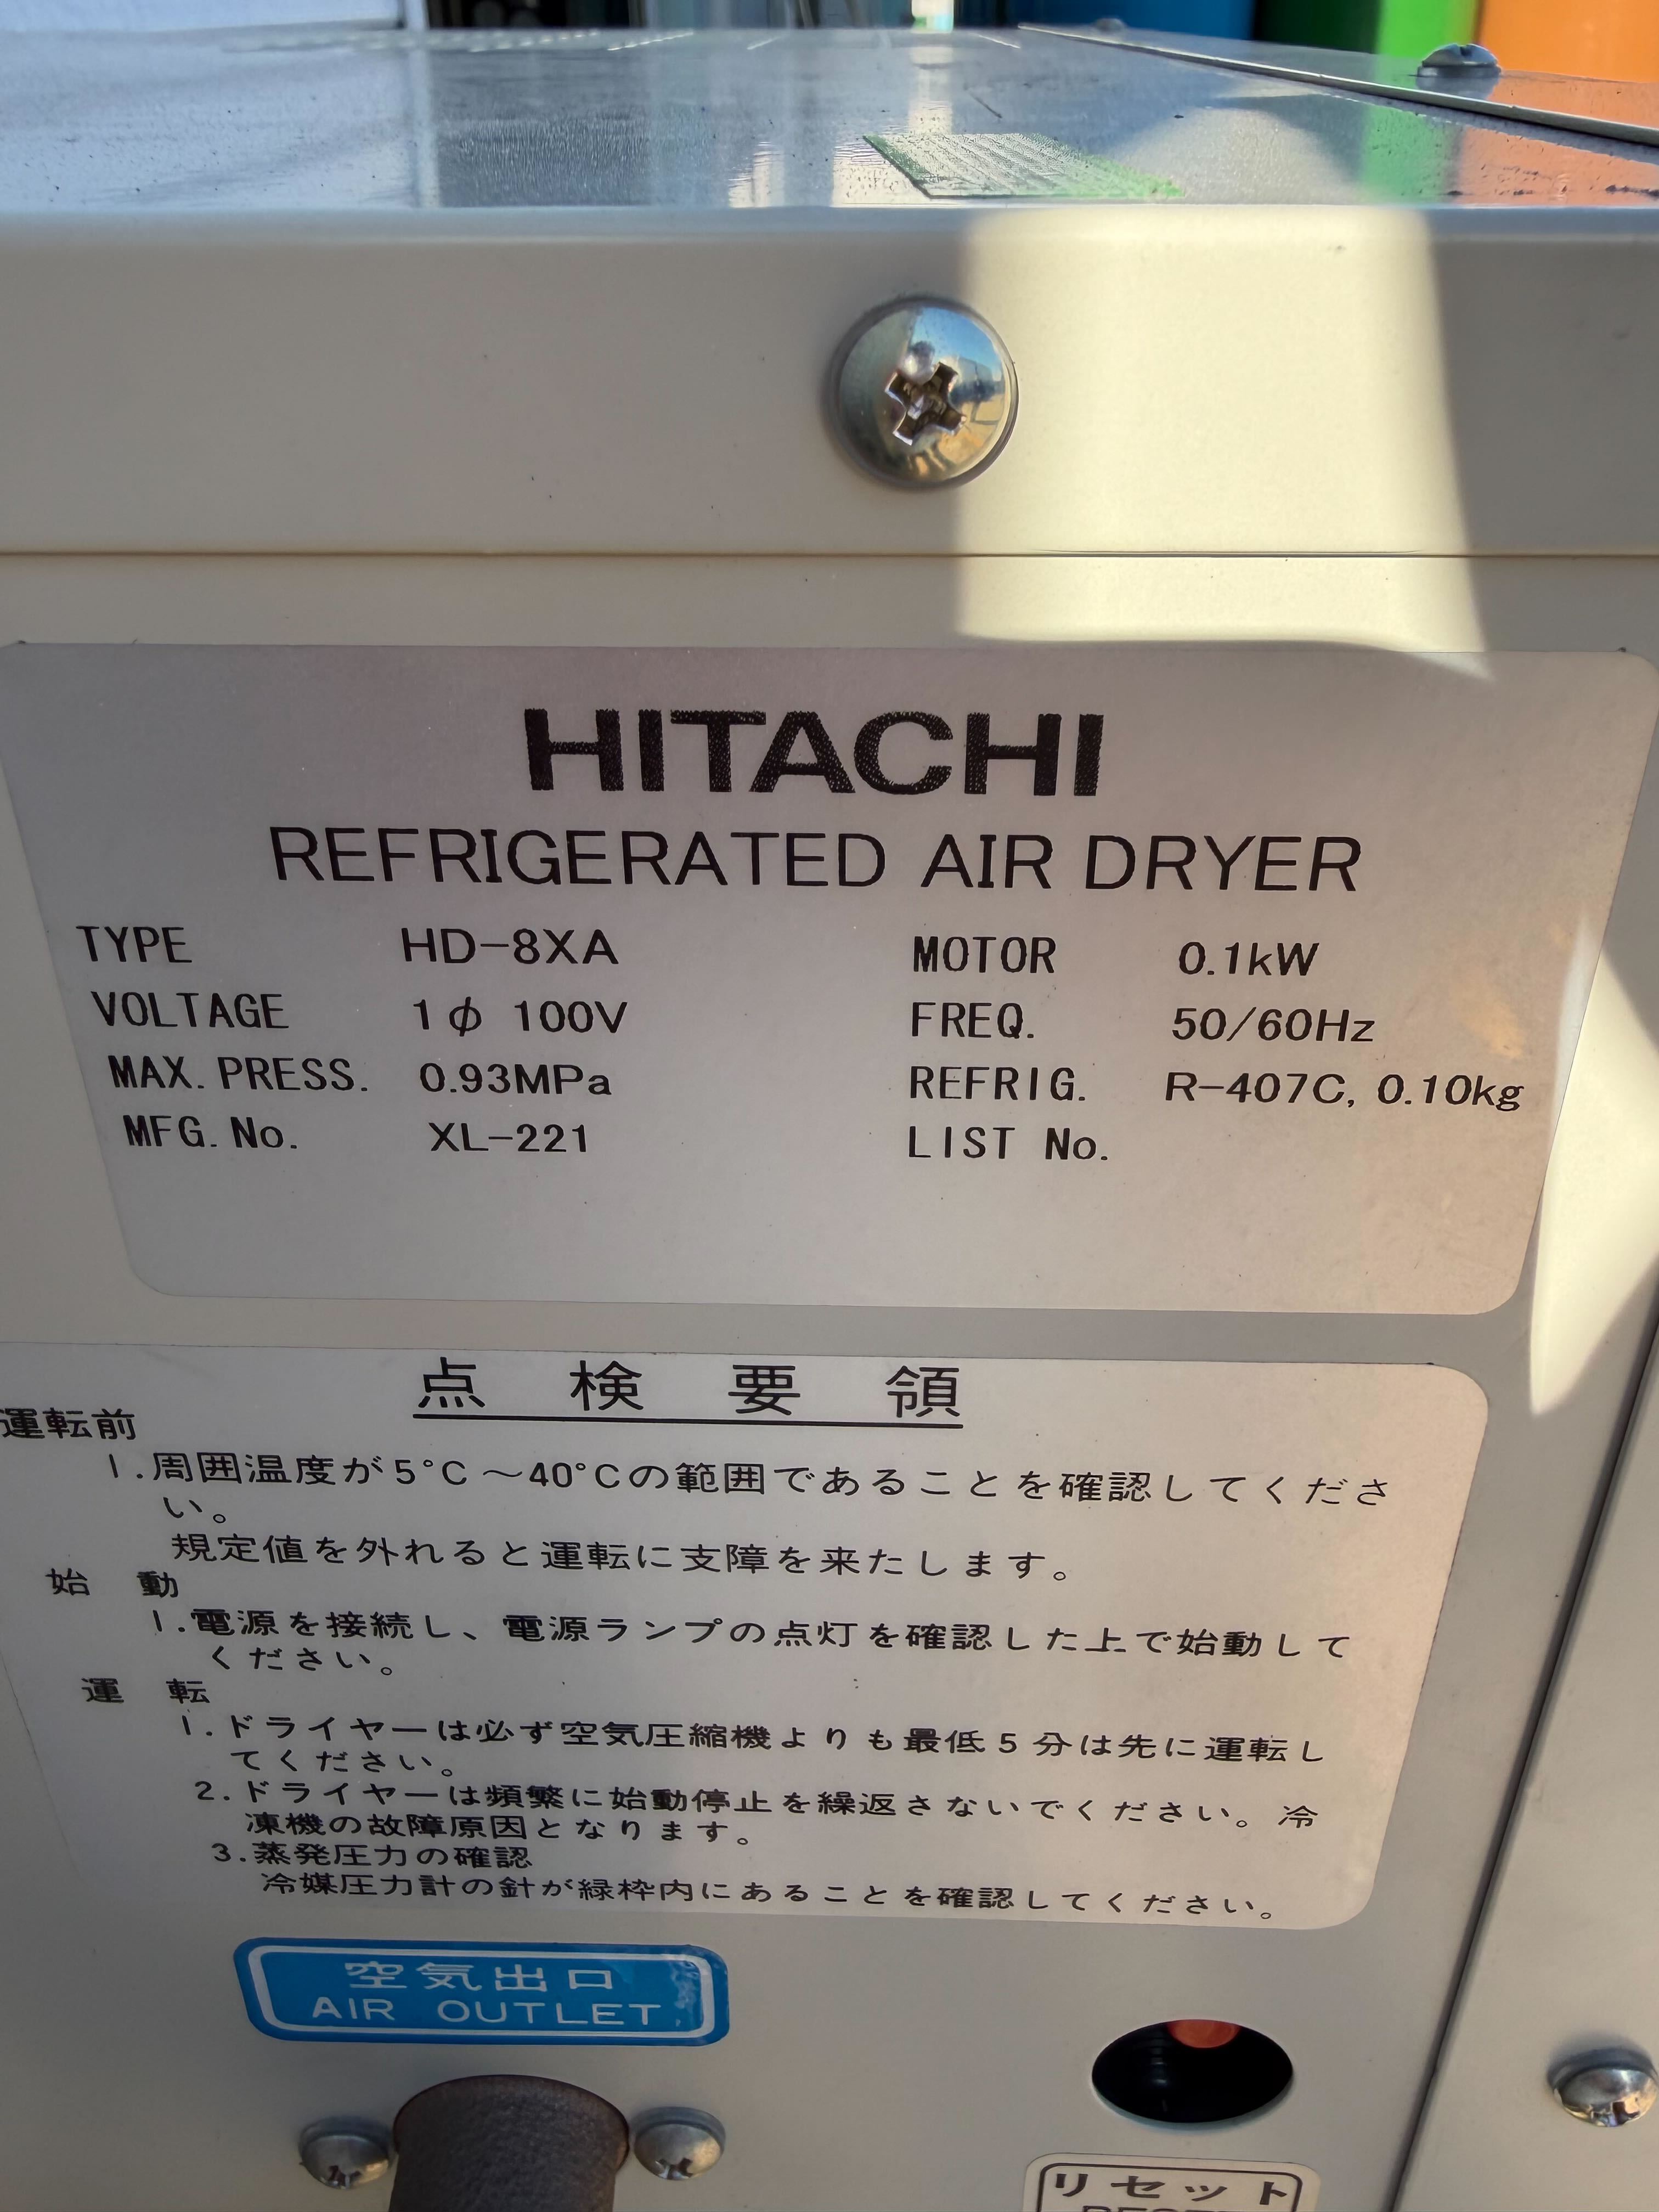 HITACHI
REFRIGERATED AIR DRYER
TYPE HD-8XA MOTOR 0.1kW
VOLTAGE 1φ 100V FREQ. 50/60Hz
MAX. PRESS. 0.93MPa REFRIG. R-407C, 0.10kg
MFG. No. XL-221 LIST No.
点検要領
運転前
1.周囲温度が5°C～40°Cの範囲であることを確認してくださ
い。
規定値を外れると運転に支障を来たします。
始動
1.電源を接続し、電源ランプの点灯を確認した上で始動して
ください。
運転
1.ドライヤーは必ず空気圧縮機よりも最低5分は先に運転し
てください。
2.ドライヤーは頻繁に始動停止を繰返さないでください。冷
凍機の故障原因となります。
3.蒸発圧力の確認
冷媒圧力計の針が緑枠内にあることを確認してください。
空気出口
AIR OUTLET
リセット